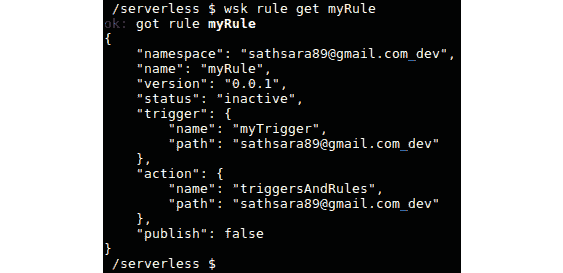 /serverless $ wsk rule get myRule
ok: got rule myRule
{
    "namespace": "sathsara89@gmail.com_dev",
    "name": "myRule",
    "version": "0.0.1",
    "status": "inactive",
    "trigger": {
        "name": "myTrigger",
        "path": "sathsara89@gmail.com_dev"
    },
    "action": {
        "name": "triggersAndRules",
        "path": "sathsara89@gmail.com_dev"
    },
    "publish": false
}
/serverless $